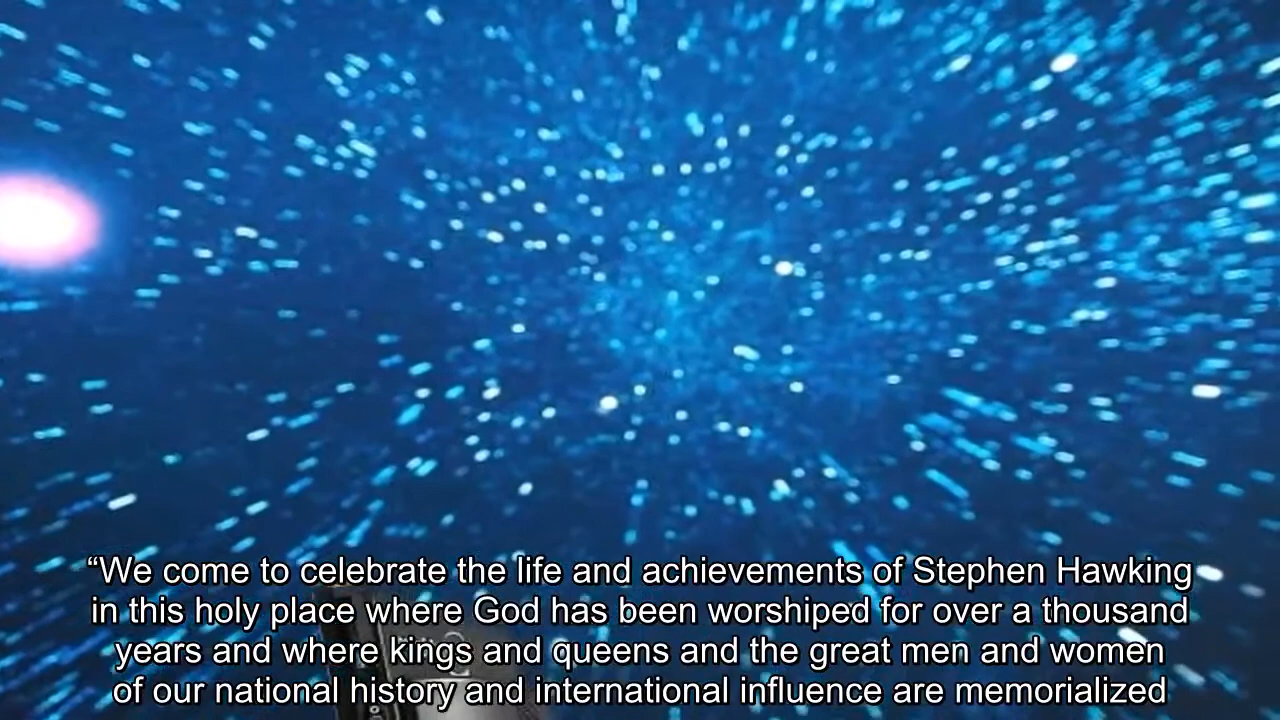 “We come to celebrate the life and achievements of Stephen Hawking
in this holy place where God has been worshiped for over a thousand
years and where kings and queens and the great men and women
of our national history and international influence are memorialized